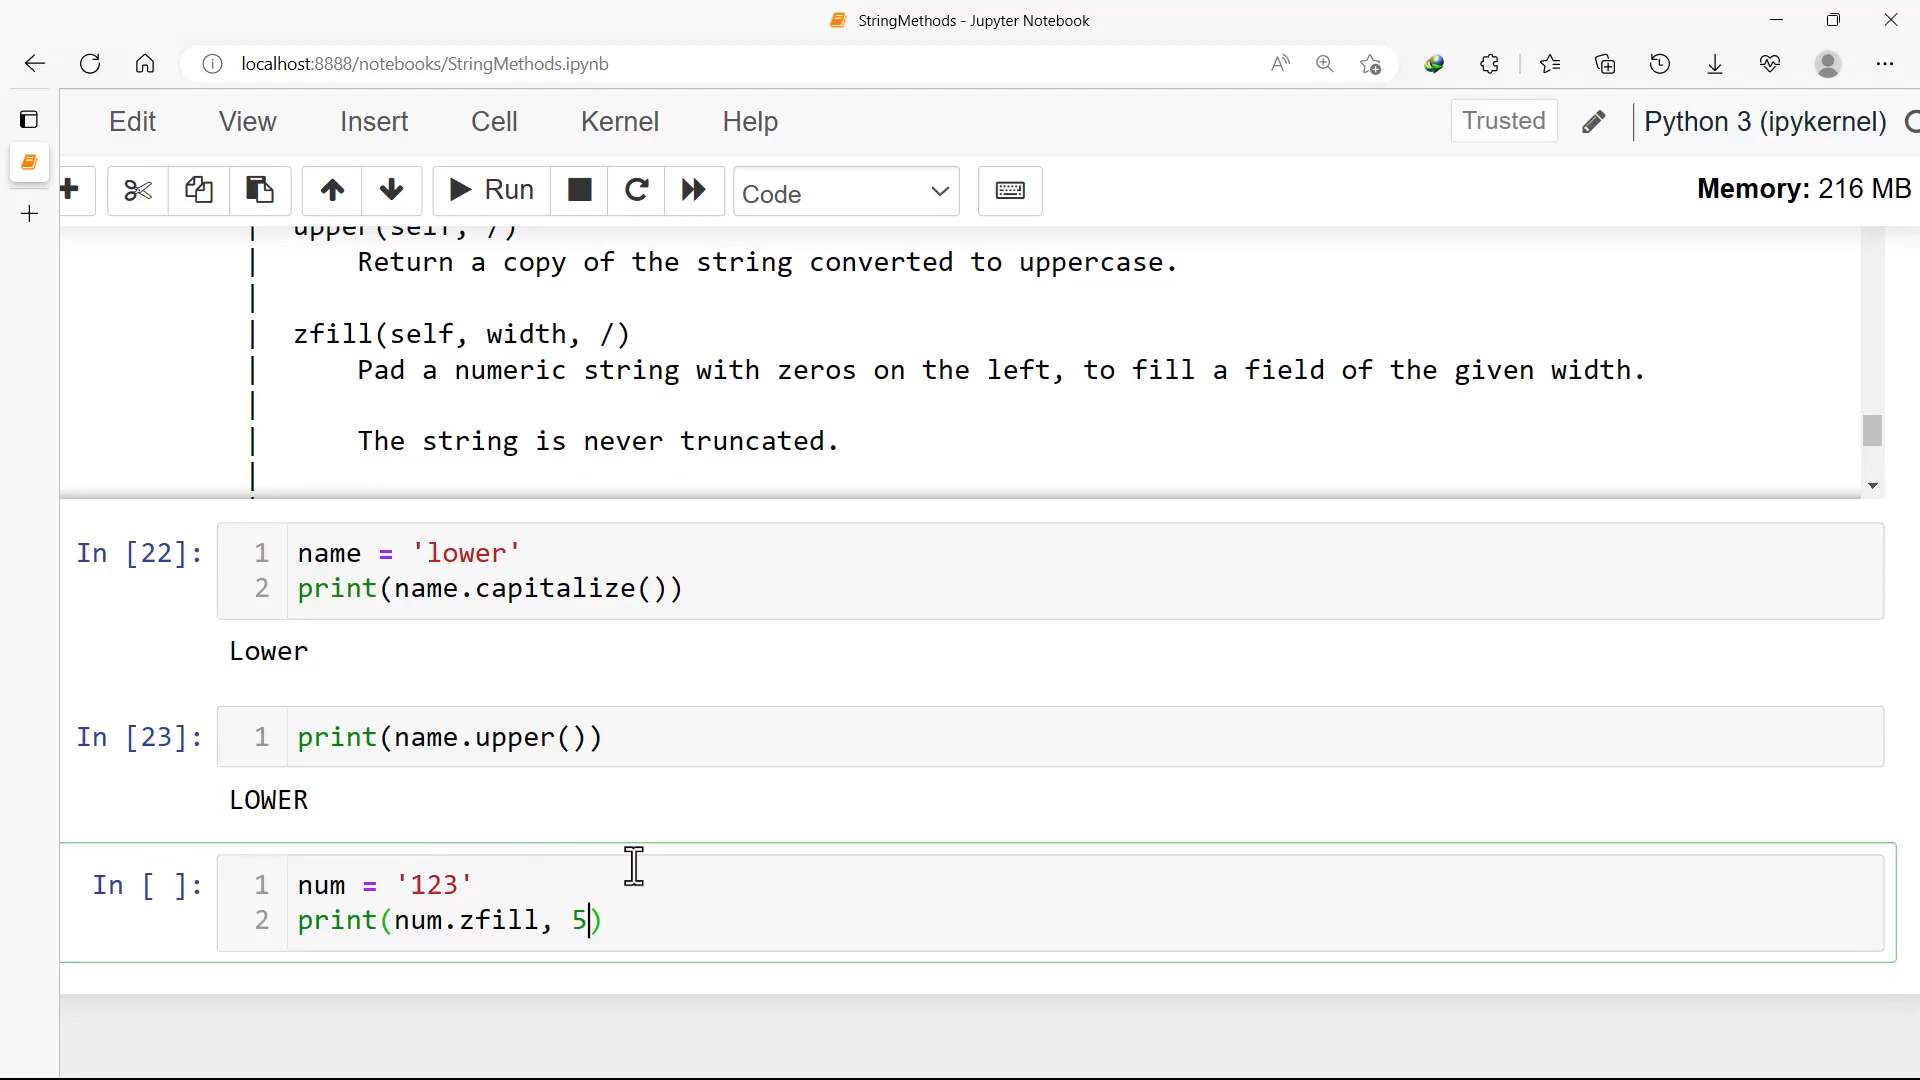 StringMethods - Jupyter Notebook
localhost:8888/notebooks/StringMethods.ipynb
Edit View Insert Cell Kernel Help Trusted Python 3 (ipykernel)
Run Code Memory: 216 MB
| upper(self, /)
| Return a copy of the string converted to uppercase.
|
| zfill(self, width, /)
| Pad a numeric string with zeros on the left, to fill a field of the given width.
|
| The string is never truncated.
|
In [22]: 1 name = 'lower'
2 print(name.capitalize())
Lower
In [23]: 1 print(name.upper())
LOWER
In [ ]: 1 num = '123'
2 print(num.zfill, 5)